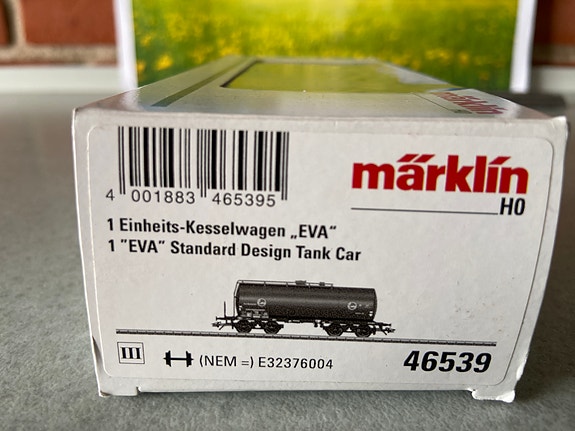 märklin
H0
4 001883 465395
1 Einheits-Kesselwagen „EVA“
1 ”EVA” Standard Design Tank Car
III
(NEM =) E32376004
46539